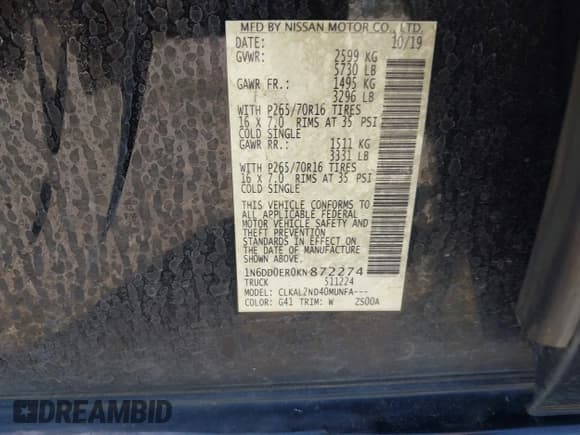 MFD BY NISSAN MOTOR CO., LTD.
DATE: 10/19
GVWR: 2599 KG
5730 LB
GAWR FR.: 1495 KG
3296 LB
WITH P265/70R16 TIRES
16 X 7.0 RIMS AT 35 PSI
COLD SINGLE
GAWR RR.: 1511 KG
3331 LB
WITH P265/70R16 TIRES
16 X 7.0 RIMS AT 35 PSI
COLD SINGLE
THIS VEHICLE CONFORMS TO
ALL APPLICABLE FEDERAL
MOTOR VEHICLE SAFETY AND
THEFT PREVENTION
STANDARDS IN EFFECT ON
THE DATE OF MANUFACTURE
SHOWN ABOVE.
1N6DD0ER0KN872274
TRUCK 511224
MODEL: CLKALZND40MUNFA---
COLOR: G41 TRIM: W ZS00A
DREAMBID